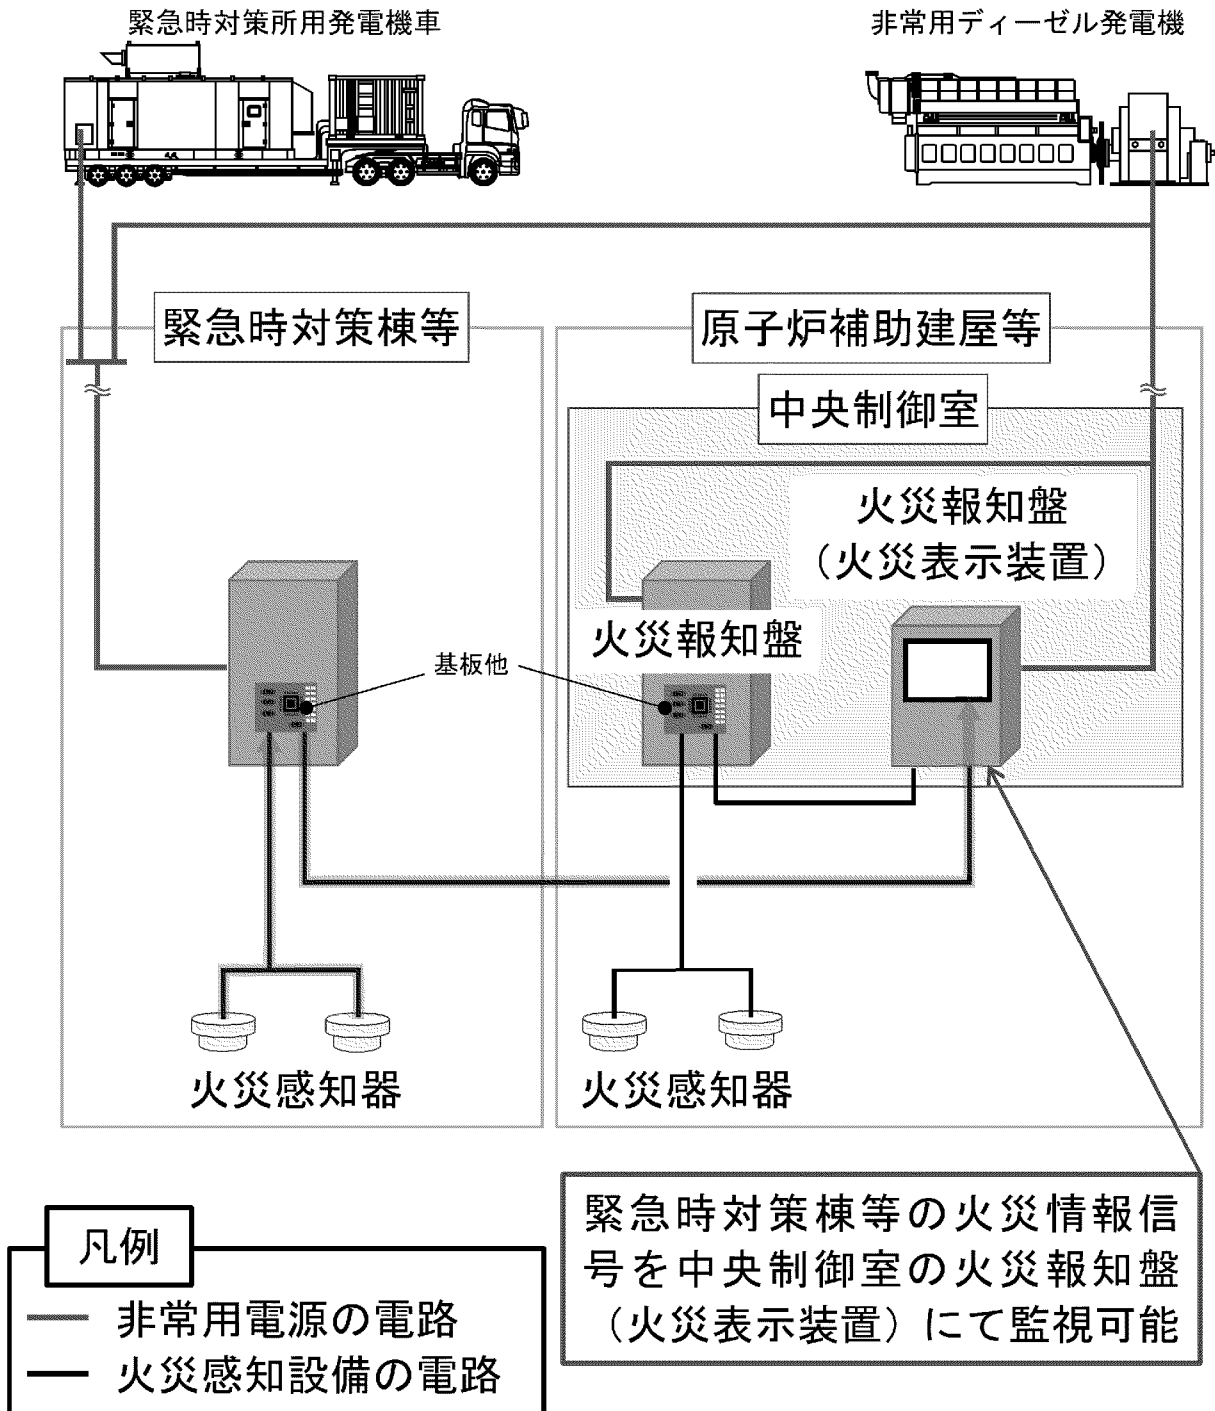 緊急時対策所用発電機車
非常用ディーゼル発電機
緊急時対策棟等
原子炉補助建屋等
中央制御室
火災報知盤
（火災表示装置）
火災報知盤
基板他
火災感知器
火災感知器
緊急時対策棟等の火災情報信
号を中央制御室の火災報知盤
（火災表示装置）にて監視可能
凡例
非常用電源の電路
火災感知設備の電路